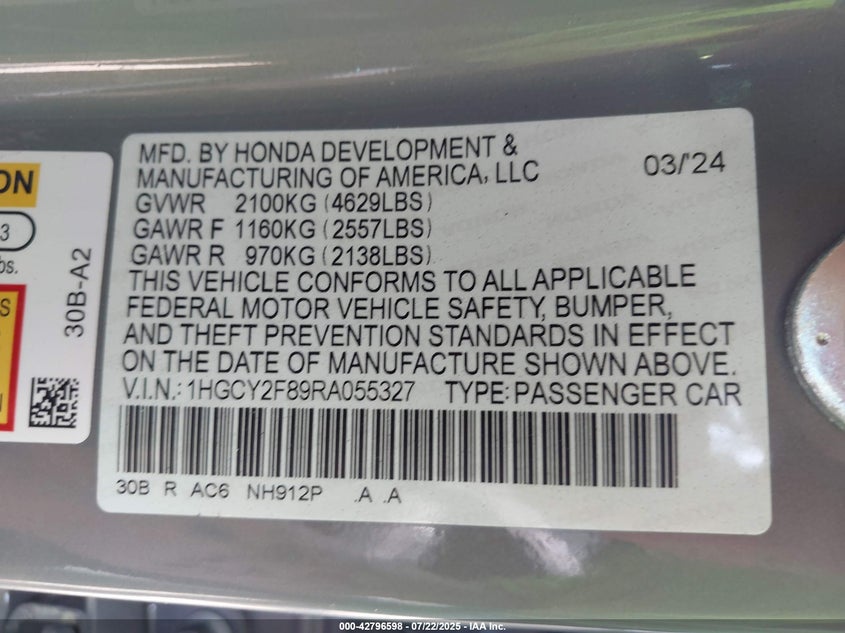 ON
3
bs.
S
N
30B-A2
MFD. BY HONDA DEVELOPMENT &
MANUFACTURING OF AMERICA, LLC 03/'24
GVWR 2100KG (4629LBS)
GAWR F 1160KG (2557LBS)
GAWR R 970KG (2138LBS)
THIS VEHICLE CONFORMS TO ALL APPLICABLE
FEDERAL MOTOR VEHICLE SAFETY, BUMPER,
AND THEFT PREVENTION STANDARDS IN EFFECT
ON THE DATE OF MANUFACTURE SHOWN ABOVE.
V.I.N.: 1HGCY2F89RA055327 TYPE: PASSENGER CAR
30B R AC6 NH912P .A .A
000-42796598 - 07/22/2025 - IAA Inc.